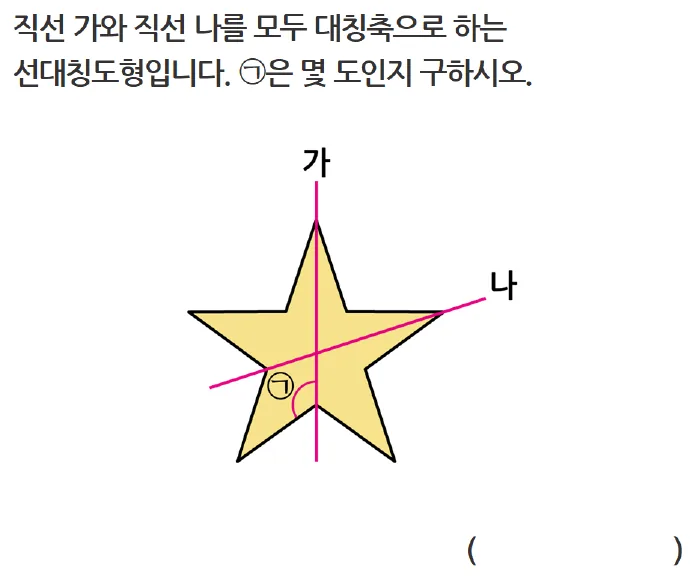 직선 가와 직선 나를 모두 대칭축으로 하는
선대칭도형입니다. ㉠은 몇 도인지 구하시오.
가
나
㉠
(          )